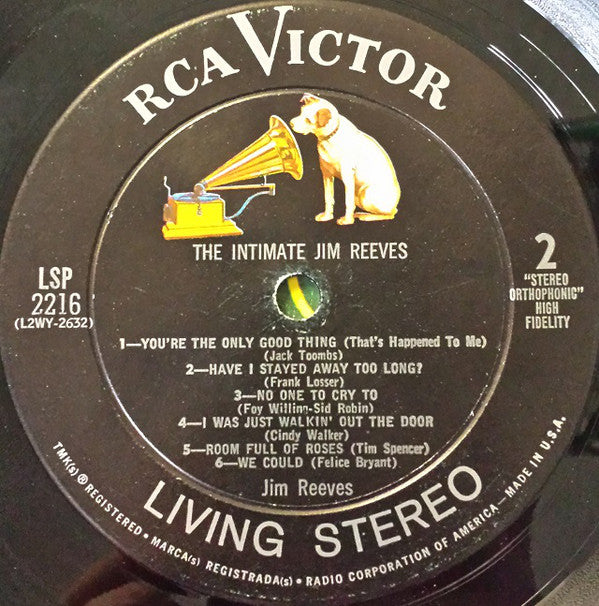 RCA VICTOR
THE INTIMATE JIM REEVES
LSP
2216
(L2WY-2632)
2
"STEREO
ORTHOPHONIC"
HIGH
FIDELITY
1—YOU'RE THE ONLY GOOD THING (That's Happened To Me)
(Jack Toombs)
2—HAVE I STAYED AWAY TOO LONG?
(Frank Losser)
3—NO ONE TO CRY TO
(Foy Willing-Sid Robin)
4—I WAS JUST WALKIN' OUT THE DOOR
(Cindy Walker)
5—ROOM FULL OF ROSES (Tim Spencer)
6—WE COULD (Felice Bryant)
Jim Reeves
LIVING STEREO
TMK(s) ® REGISTERED • MARCA(s) REGISTRADA(s) • RADIO CORPORATION OF AMERICA—MADE IN U.S.A.